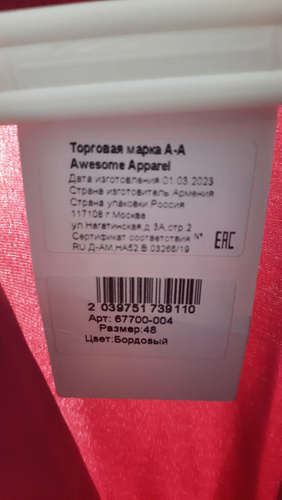 Торговая марка А-А
Awesome Apparel
Дата изготовления 01.03.2023
Страна изготовитель Армения
Страна упаковки Россия
117108 г.Москва
ул.Нагатинская,д 3А,стр.2
Сертификат соответствия №
RU Д-АМ.НА52.В.03266/19
EAC
2 039751 739110
Арт: 67700-004
Размер:48
Цвет:Бордовый